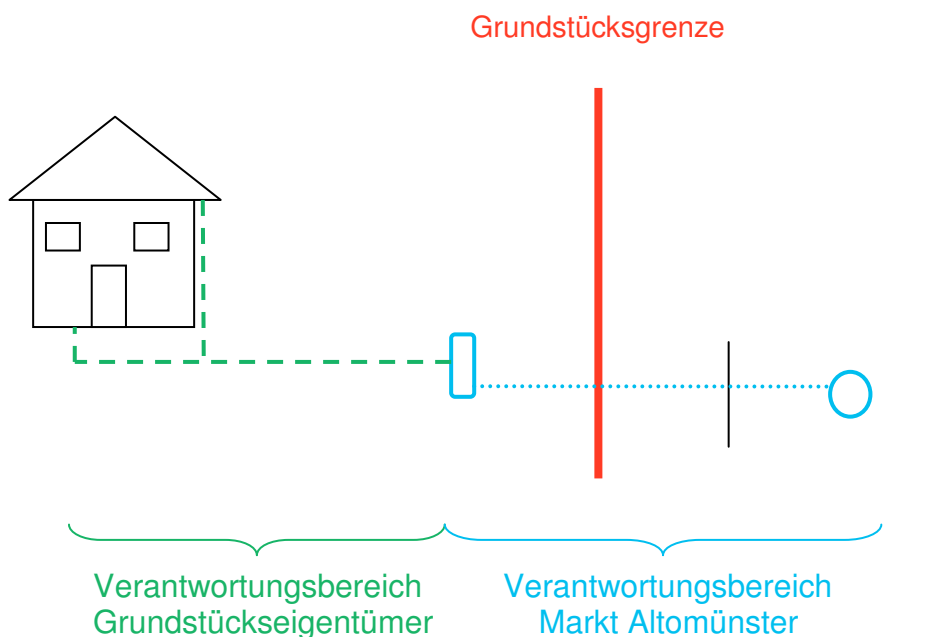 Grundstücksgrenze
Verantwortungsbereich
Grundstückseigentümer
Verantwortungsbereich
Markt Altomünster